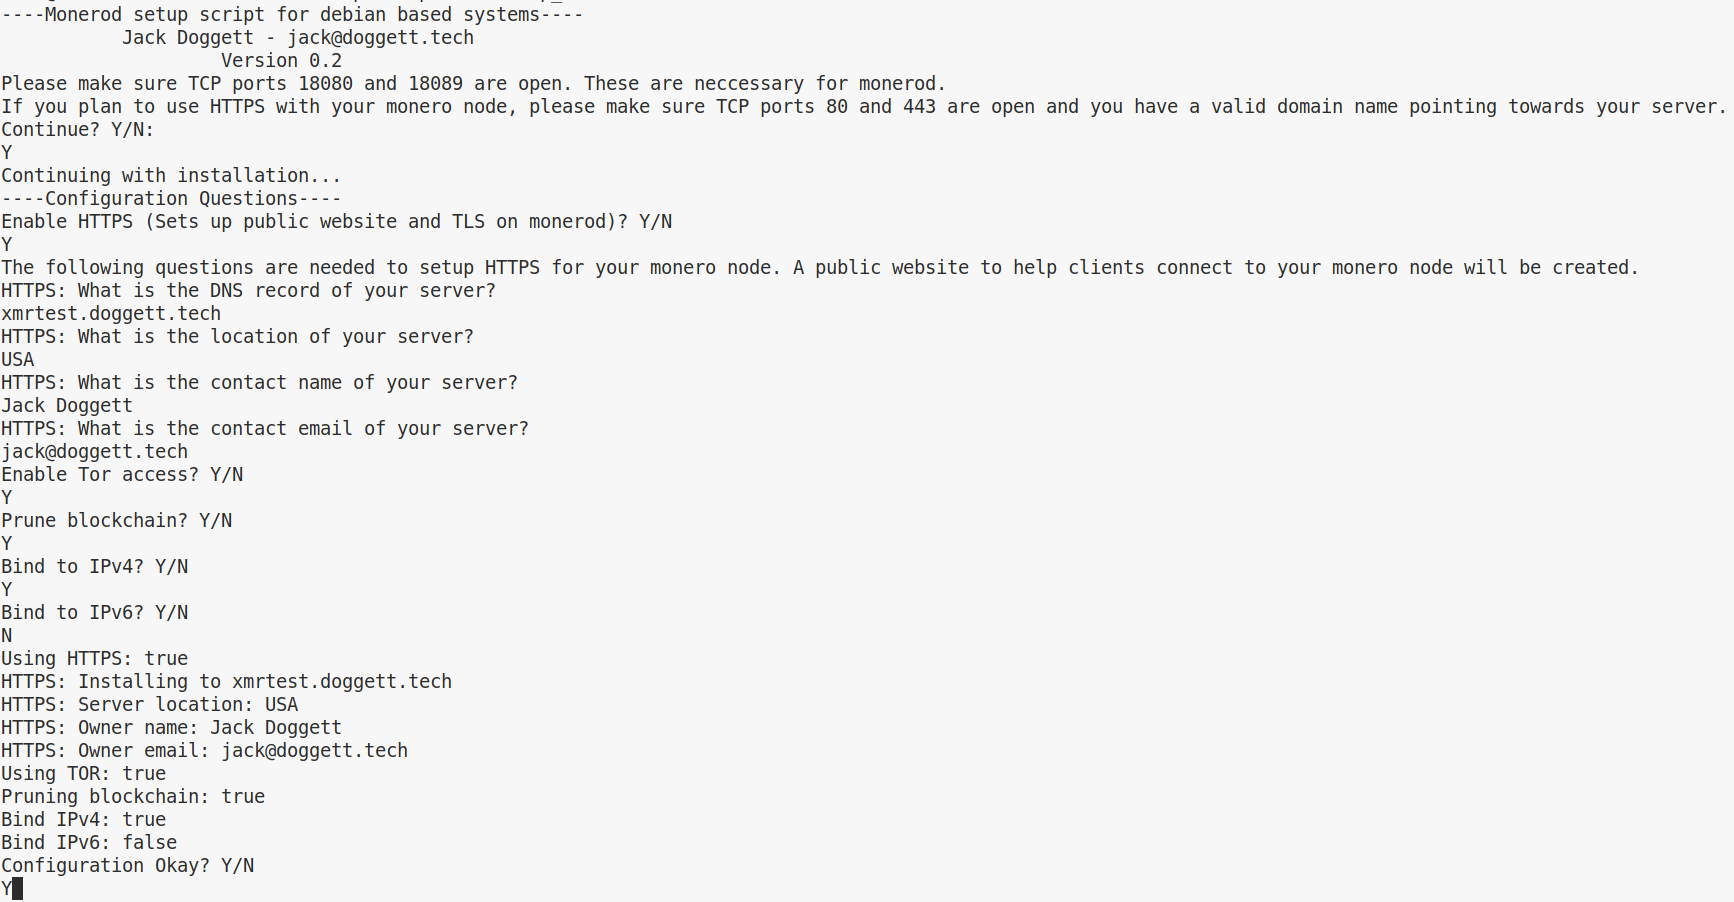 ----Monerod setup script for debian based systems----
Jack Doggett - jack@doggett.tech
Version 0.2
Please make sure TCP ports 18080 and 18089 are open. These are neccessary for monerod.
If you plan to use HTTPS with your monero node, please make sure TCP ports 80 and 443 are open and you have a valid domain name pointing towards your server.
Continue? Y/N:
Y
Continuing with installation...
----Configuration Questions----
Enable HTTPS (Sets up public website and TLS on monerod)? Y/N
Y
The following questions are needed to setup HTTPS for your monero node. A public website to help clients connect to your monero node will be created.
HTTPS: What is the DNS record of your server?
xmrtest.doggett.tech
HTTPS: What is the location of your server?
USA
HTTPS: What is the contact name of your server?
Jack Doggett
HTTPS: What is the contact email of your server?
jack@doggett.tech
Enable Tor access? Y/N
Y
Prune blockchain? Y/N
Y
Bind to IPv4? Y/N
Y
Bind to IPv6? Y/N
N
Using HTTPS: true
HTTPS: Installing to xmrtest.doggett.tech
HTTPS: Server location: USA
HTTPS: Owner name: Jack Doggett
HTTPS: Owner email: jack@doggett.tech
Using TOR: true
Pruning blockchain: true
Bind IPv4: true
Bind IPv6: false
Configuration Okay? Y/N
Y